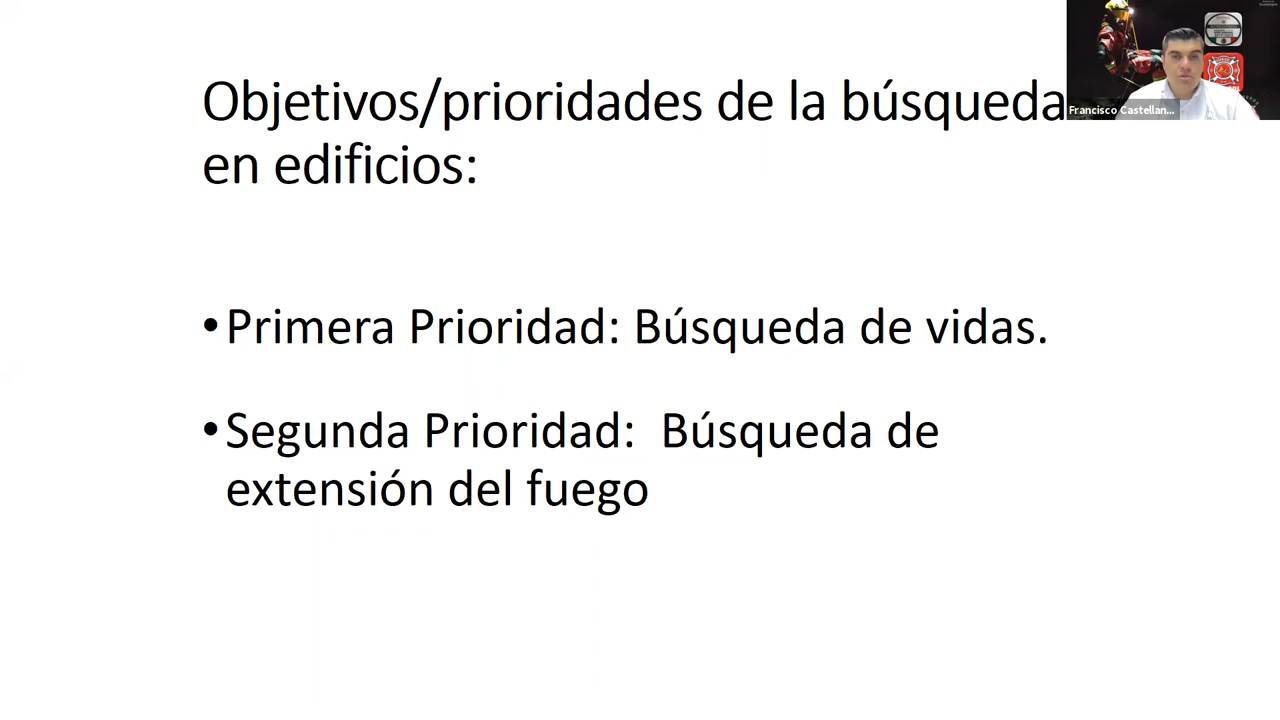 Objetivos/prioridades de la búsqueda
en edificios:
•Primera Prioridad: Búsqueda de vidas.
•Segunda Prioridad:  Búsqueda de
extensión del fuego
Francisco Castellan...